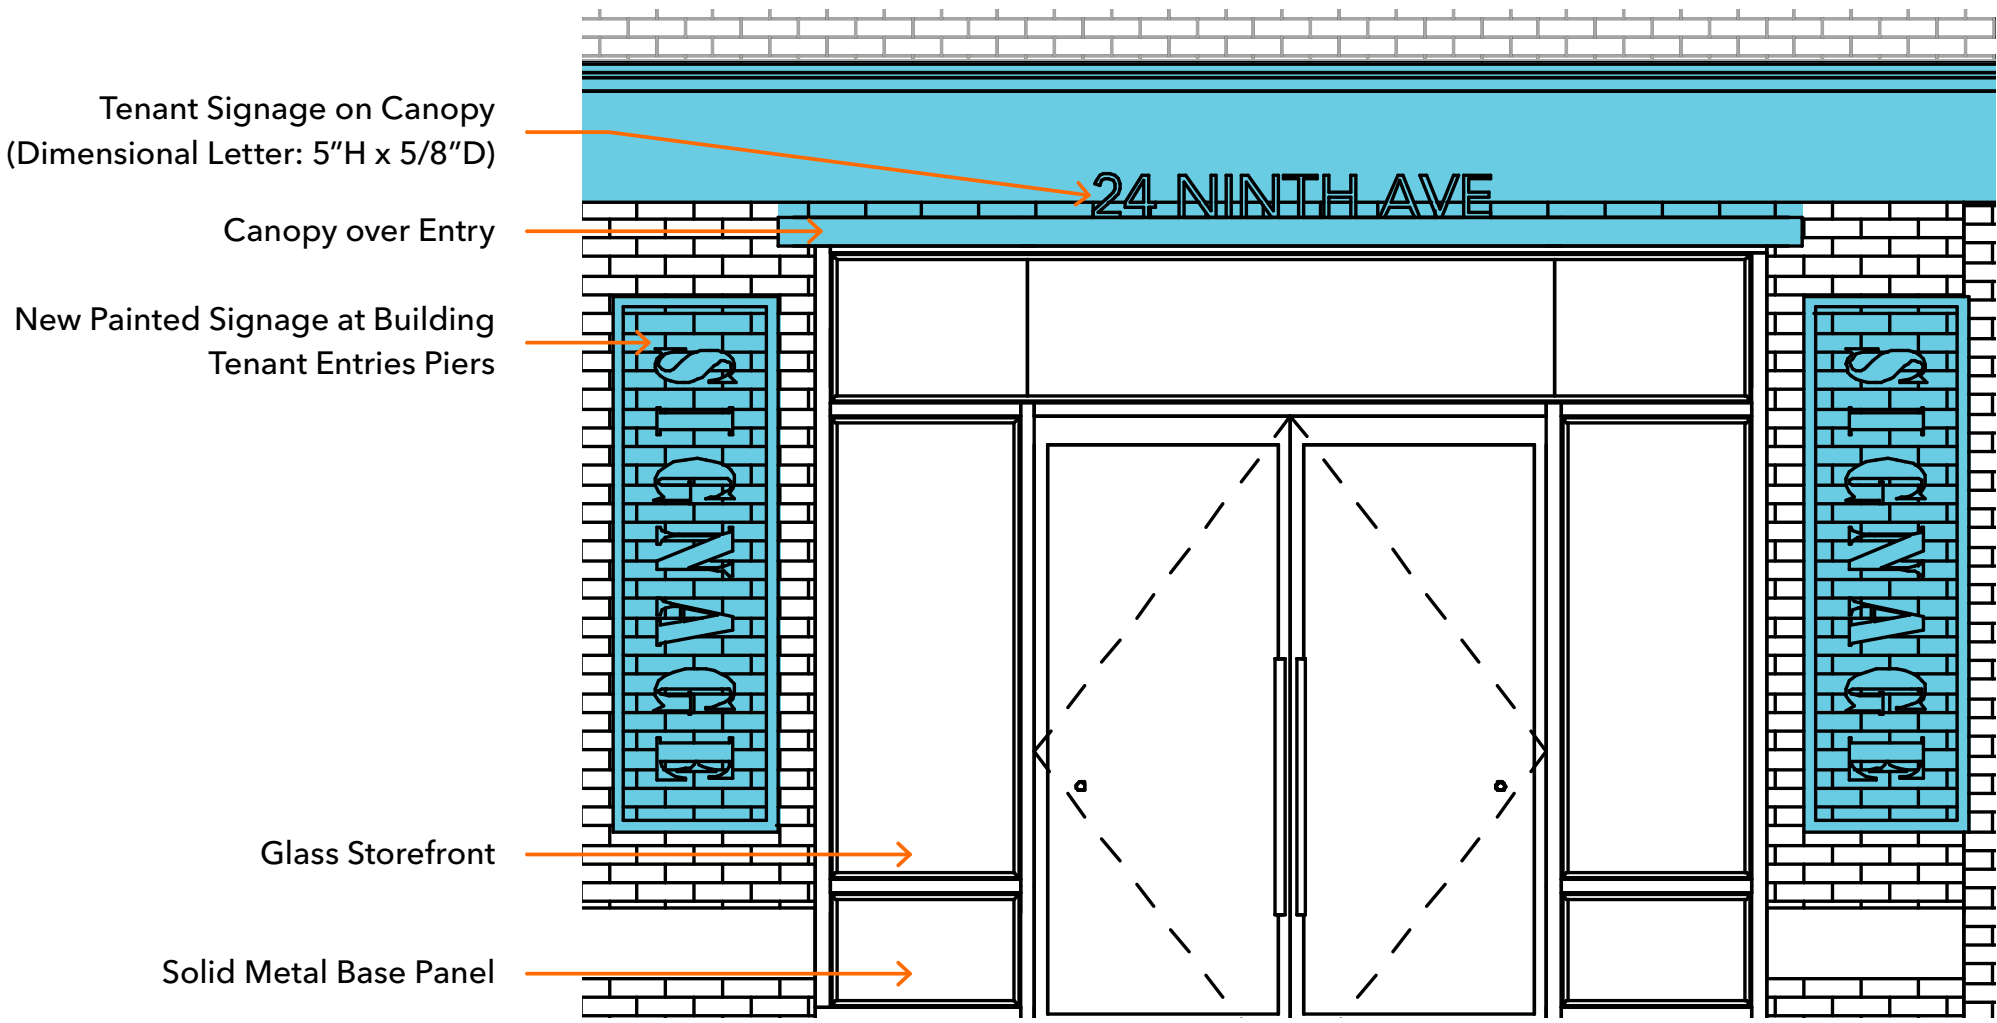 Tenant Signage on Canopy
(Dimensional Letter: 5”H x 5/8”D)
24 NINTH AVE
Canopy over Entry
New Painted Signage at Building
Tenant Entries Piers
SIGNAGE
SIGNAGE
Glass Storefront
Solid Metal Base Panel